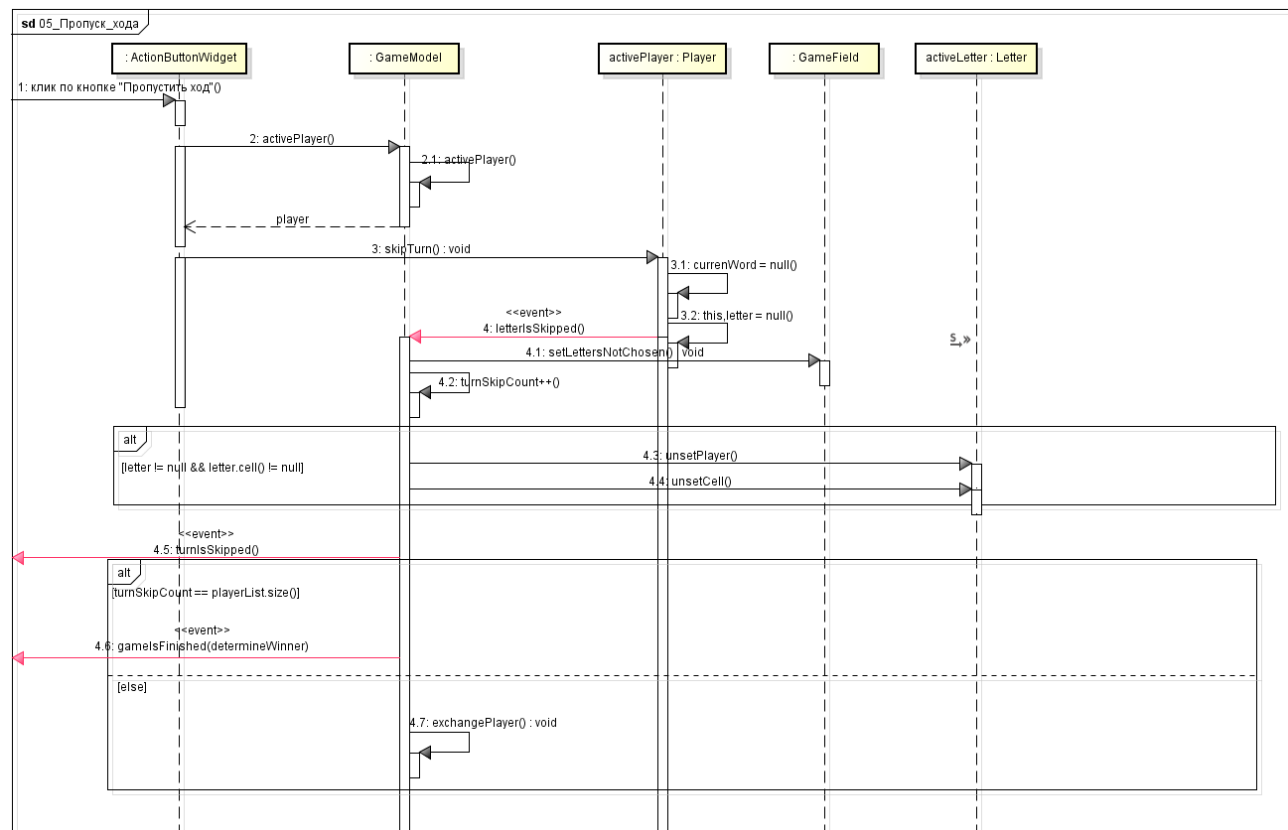 sd 05_Пропуск_хода
: ActionButtonWidget
: GameModel
activePlayer : Player
: GameField
activeLetter : Letter
1: клик по кнопке "Пропустить ход"()
2: activePlayer()
2.1: activePlayer()
player
3: skipTurn() : void
3.1: currenWord = null()
<<event>>
3.2: this,letter = null()
4: letterIsSkipped()
s
4.1: setLettersNotChosen() : void
4.2: turnSkipCount++()
alt
[letter != null && letter.cell() != null]
4.3: unsetPlayer()
4.4: unsetCell()
<<event>>
4.5: turnIsSkipped()
alt
[turnSkipCount == playerList.size()]
<<event>>
4.6: gameIsFinished(determineWinner)
[else]
4.7: exchangePlayer() : void